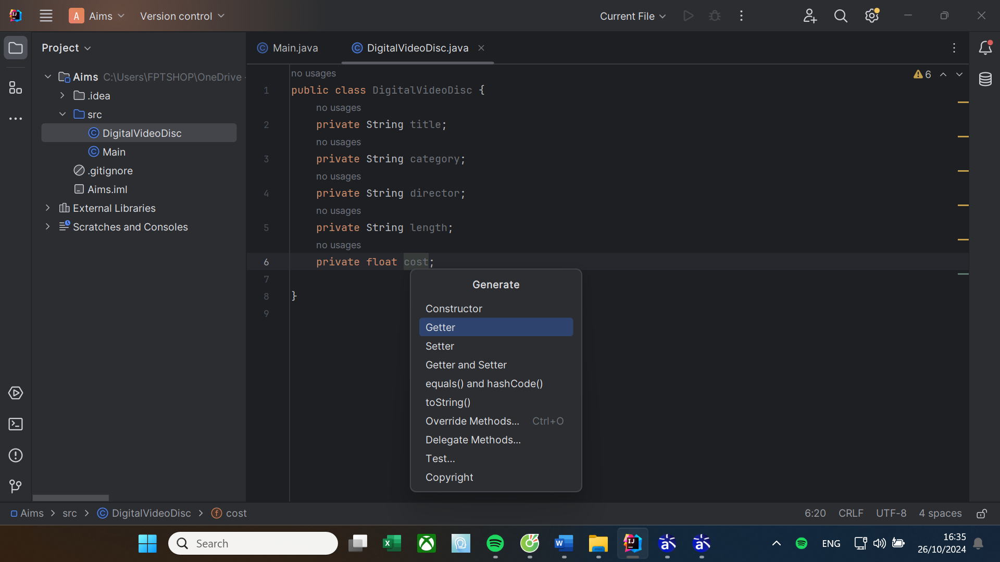 A Aims Version control Current File
Project
Main.java DigitalVideoDisc.java
Aims C:\Users\FPTSHOP\OneDrive
.idea
src
DigitalVideoDisc
Main
.gitignore
Aims.iml
External Libraries
Scratches and Consoles
6
no usages
1 public class DigitalVideoDisc {
no usages
2 private String title;
no usages
3 private String category;
no usages
4 private String director;
no usages
5 private String length;
no usages
6 private float cost;
7
8 }
9
Generate
Constructor
Getter
Setter
Getter and Setter
equals() and hashCode()
toString()
Override Methods... Ctrl+O
Delegate Methods...
Test...
Copyright
Aims > src > DigitalVideoDisc > cost 6:20 CRLF UTF-8 4 spaces
Search ENG 16:35
26/10/2024